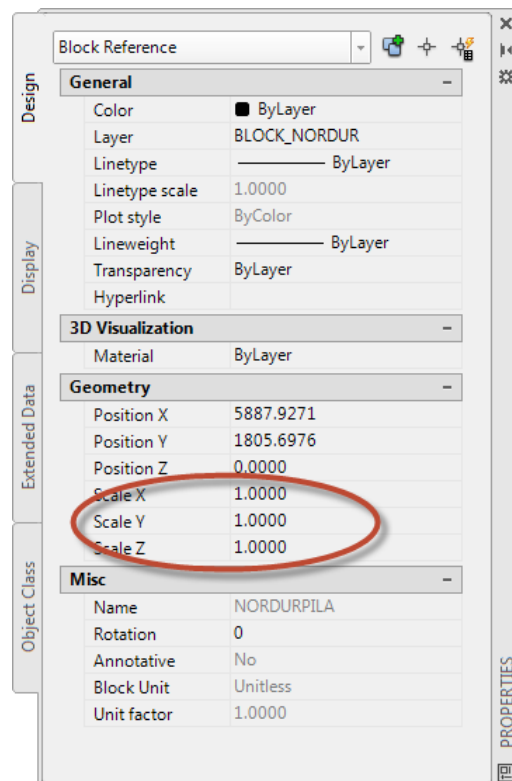 Block Reference
Design
General
Color ByLayer
Layer BLOCK_NORDUR
Linetype ByLayer
Linetype scale 1.0000
Plot style ByColor
Lineweight ByLayer
Transparency ByLayer
Hyperlink
Display
3D Visualization
Material ByLayer
Extended Data
Geometry
Position X 5887.9271
Position Y 1805.6976
Position Z 0.0000
Scale X 1.0000
Scale Y 1.0000
Scale Z 1.0000
Object Class
Misc
Name NORDURPILA
Rotation 0
Annotative No
Block Unit Unitless
Unit factor 1.0000
PROPERTIES